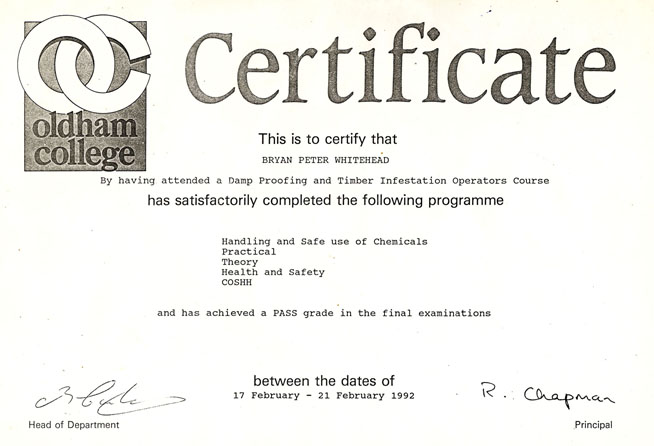 Certificate
oldham
college
This is to certify that
BRYAN PETER WHITEHEAD
By having attended a Damp Proofing and Timber Infestation Operators Course
has satisfactorily completed the following programme
Handling and Safe use of Chemicals
Practical
Theory
Health and Safety
COSHH
and has achieved a PASS grade in the final examinations
between the dates of
17 February - 21 February 1992
R. Chapman
Head of Department
Principal